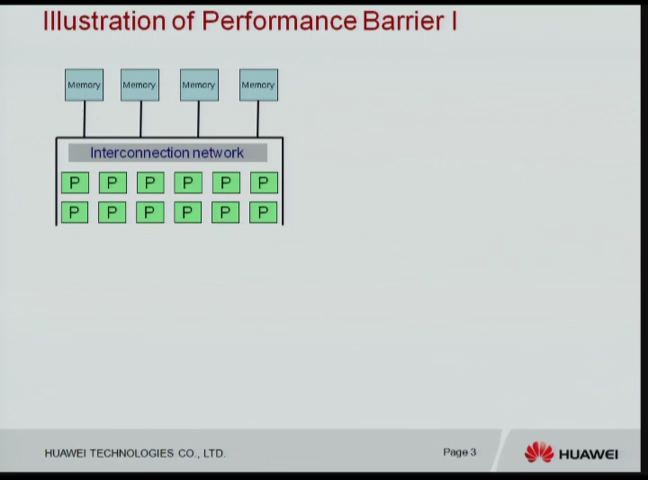 Illustration of Performance Barrier I
Memory Memory Memory Memory
Interconnection network
P P P P P P
P P P P P P
HUAWEI TECHNOLOGIES CO., LTD.
Page 3
HUAWEI